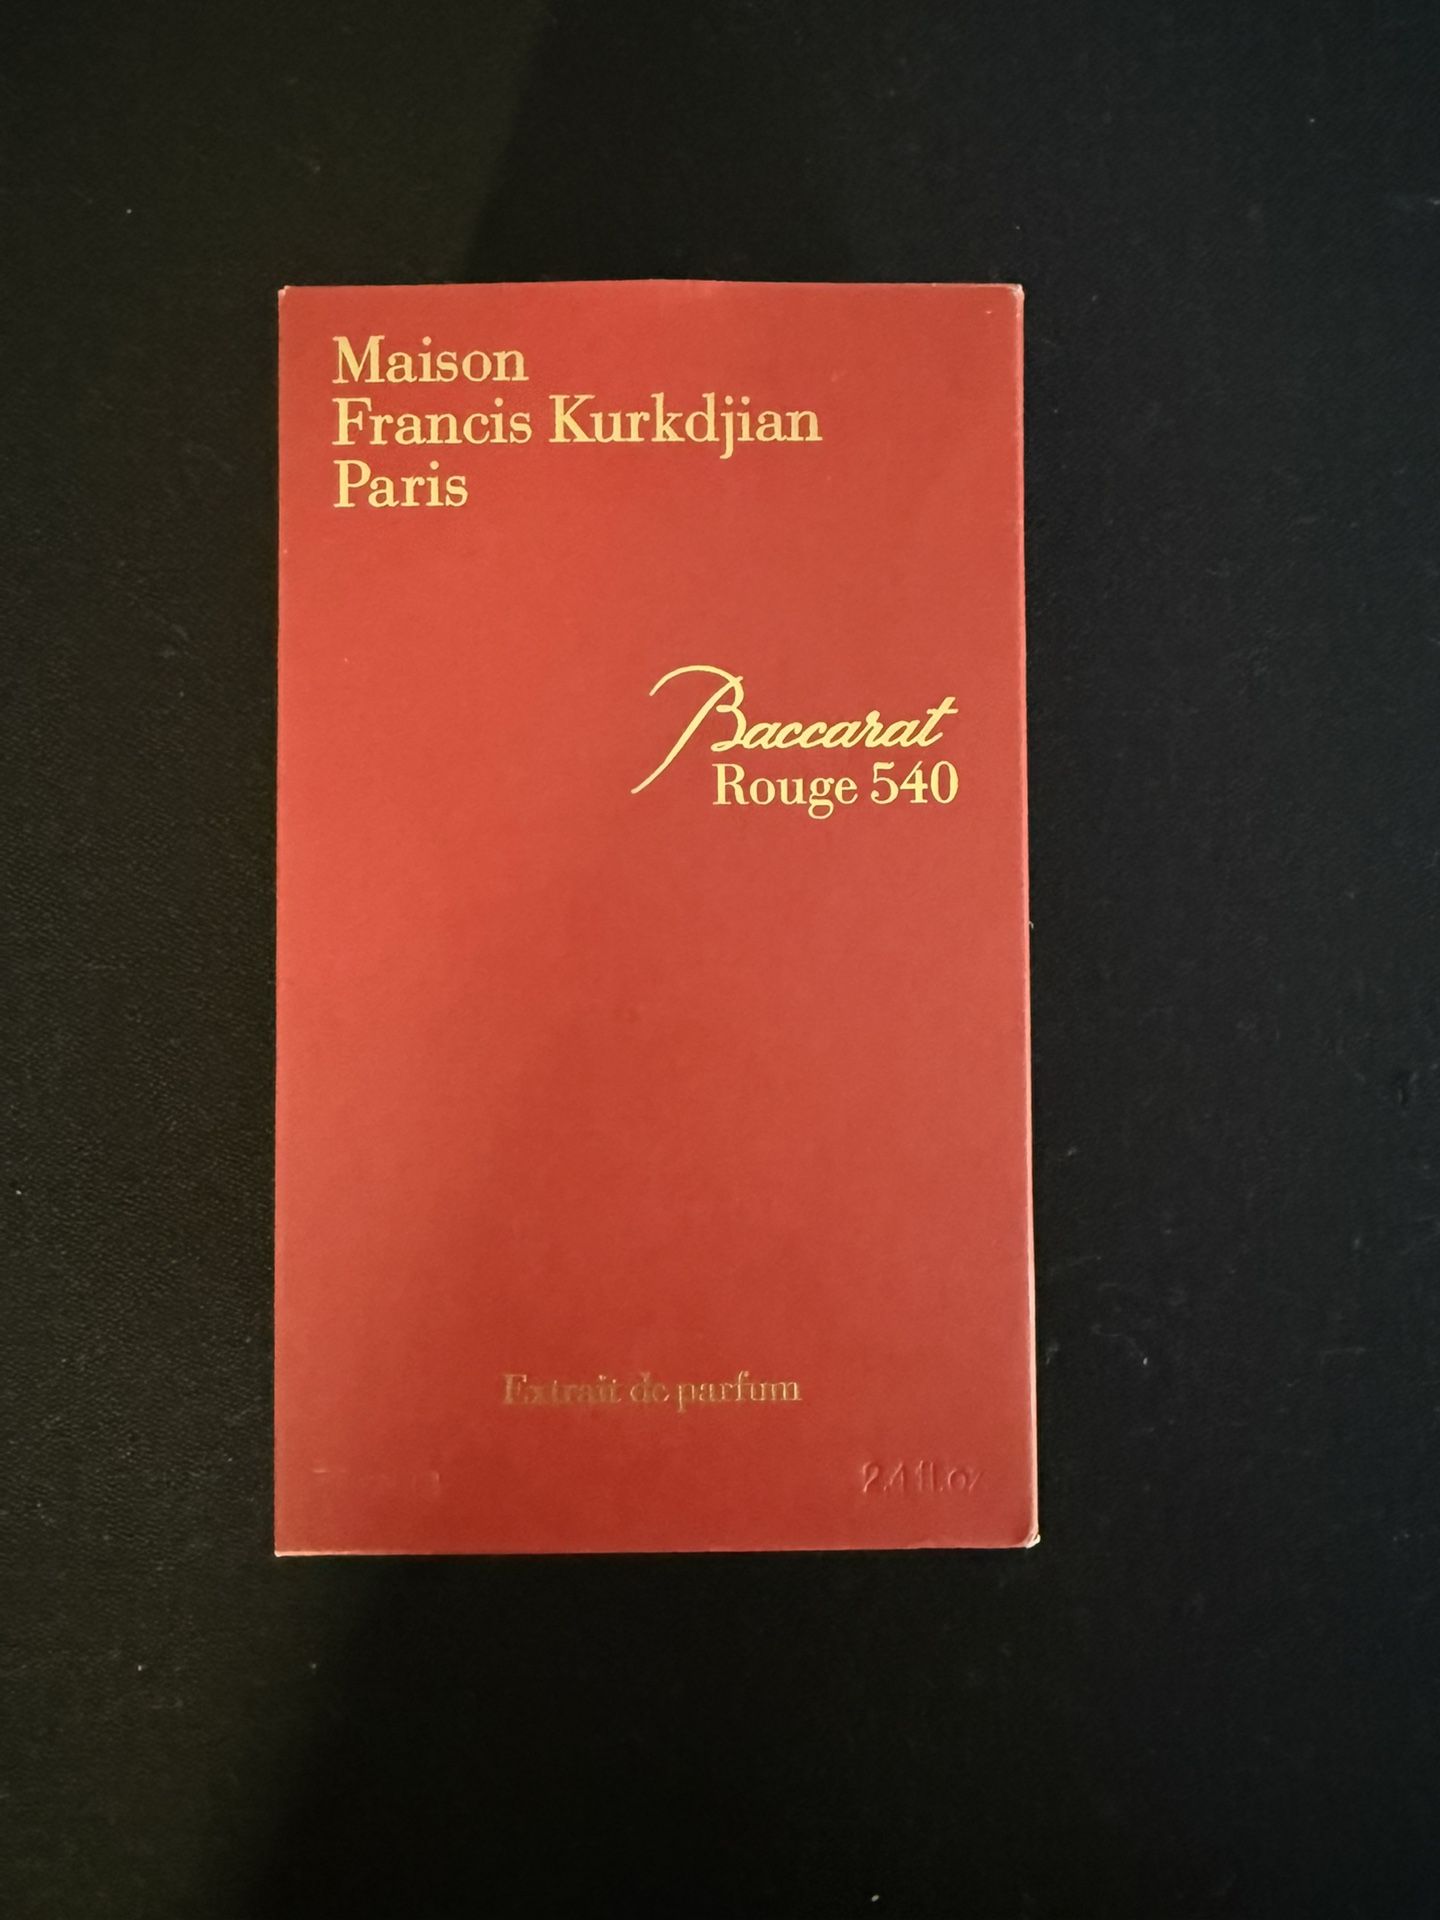 Maison
Francis Kurkdjian
Paris
Baccarat
Rouge 540
Extrait de parfum
2.4 fl.oz